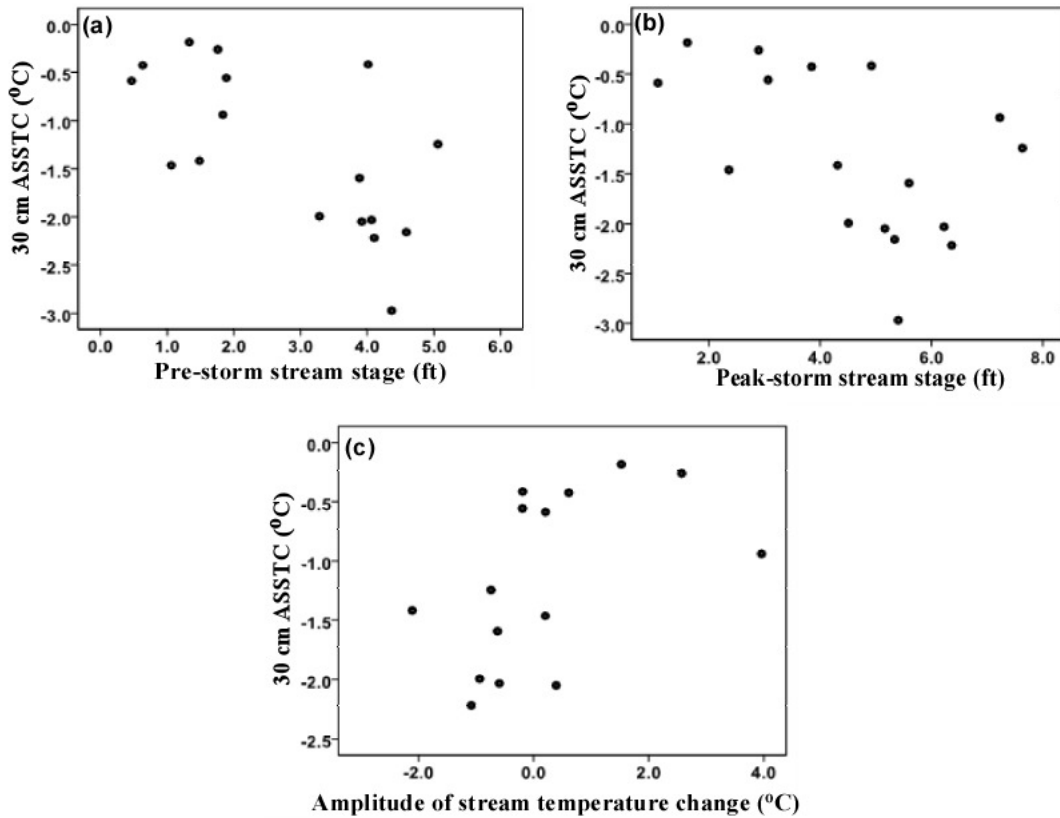 (a)
30 cm ASSTC (⁰C)
0.0
-0.5
-1.0
-1.5
-2.0
-2.5
-3.0
0.0 1.0 2.0 3.0 4.0 5.0 6.0
Pre-storm stream stage (ft)
(b)
30 cm ASSTC (⁰C)
0.0
-0.5
-1.0
-1.5
-2.0
-2.5
-3.0
2.0 4.0 6.0 8.0
Peak-storm stream stage (ft)
(c)
30 cm ASSTC (⁰C)
0.0
-0.5
-1.0
-1.5
-2.0
-2.5
-2.0 0.0 2.0 4.0
Amplitude of stream temperature change (⁰C)